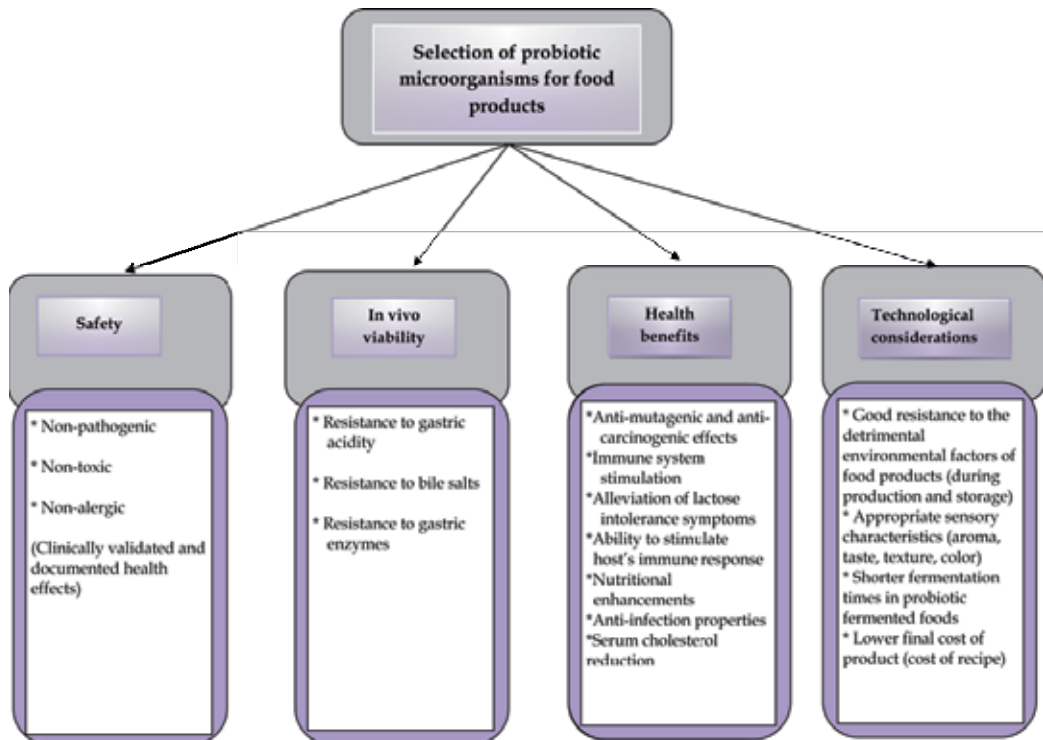 Selection of probiotic
microorganisms for food
products
Safety
* Non-pathogenic
* Non-toxic
* Non-alergic
(Clinically validated and
documented health
effects)
In vivo
viability
* Resistance to gastric
acidity
* Resistance to bile salts
* Resistance to gastric
enzymes
Health
benefits
*Anti-mutagenic and anti-
carcinogenic effects
*Immune system
stimulation
*Alleviation of lactose
intolerance symptoms
*Ability to stimulate
host's immune response
*Nutritional
enhancements
*Anti-infection properties
*Serum cholesterol
reduction
Technological
considerations
* Good resistance to the
detrimental
environmental factors of
food products (during
production and storage)
* Appropriate sensory
characteristics (aroma,
taste, texture, color)
* Shorter fermentation
times in probiotic
fermented foods
* Lower final cost of
product (cost of recipe)